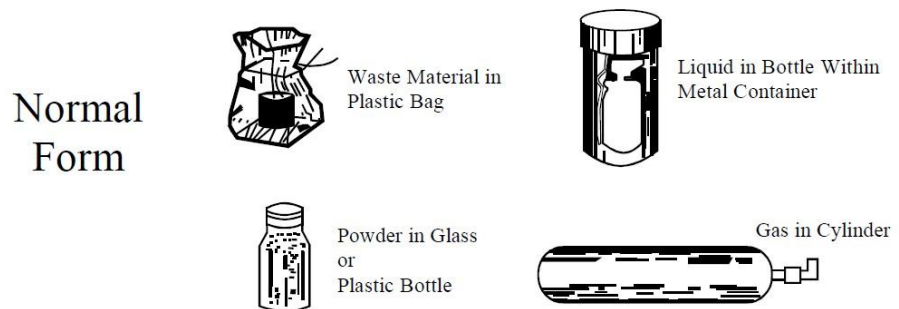 Normal
Form
Waste Material in
Plastic Bag
Liquid in Bottle Within
Metal Container
Powder in Glass
or
Plastic Bottle
Gas in Cylinder